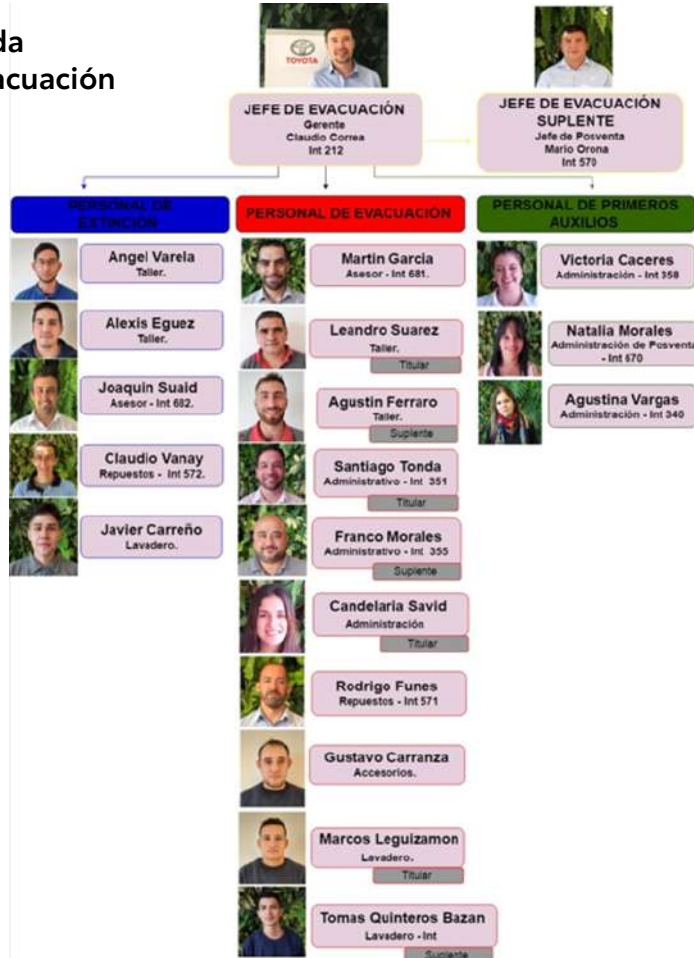 da
cuación
TOYOTA
JEFE DE EVACUACIÓN
Gerente
Claudio Correa
Int 212
JEFE DE EVACUACIÓN
SUPLENTE
Jefe de Posventa
Mario Orona
Int 570
PERSONAL DE
EXTINCION
Angel Varela
Taller.
Alexis Eguez
Taller.
Joaquin Suaid
Asesor - Int 682.
Claudio Vanay
Repuestos - Int 572.
Javier Carreño
Lavadero.
PERSONAL DE EVACUACIÓN
Martin Garcia
Asesor - Int 681.
Leandro Suarez
Taller.
Titular
Agustin Ferraro
Taller.
Suplente
Santiago Tonda
Administrativo - Int 351
Titular
Franco Morales
Administrativo - Int 355
Suplente
Candelaria Savid
Administración
Titular
Rodrigo Funes
Repuestos - Int 571
Gustavo Carranza
Accesorios.
Marcos Leguizamon
Lavadero.
Titular
Tomas Quinteros Bazan
Lavadero - Int
Suplente
PERSONAL DE PRIMEROS
AUXILIOS
Victoria Caceres
Administración - Int 358
Natalia Morales
Administración de Posventa
- Int 670
Agustina Vargas
Administración - Int 340